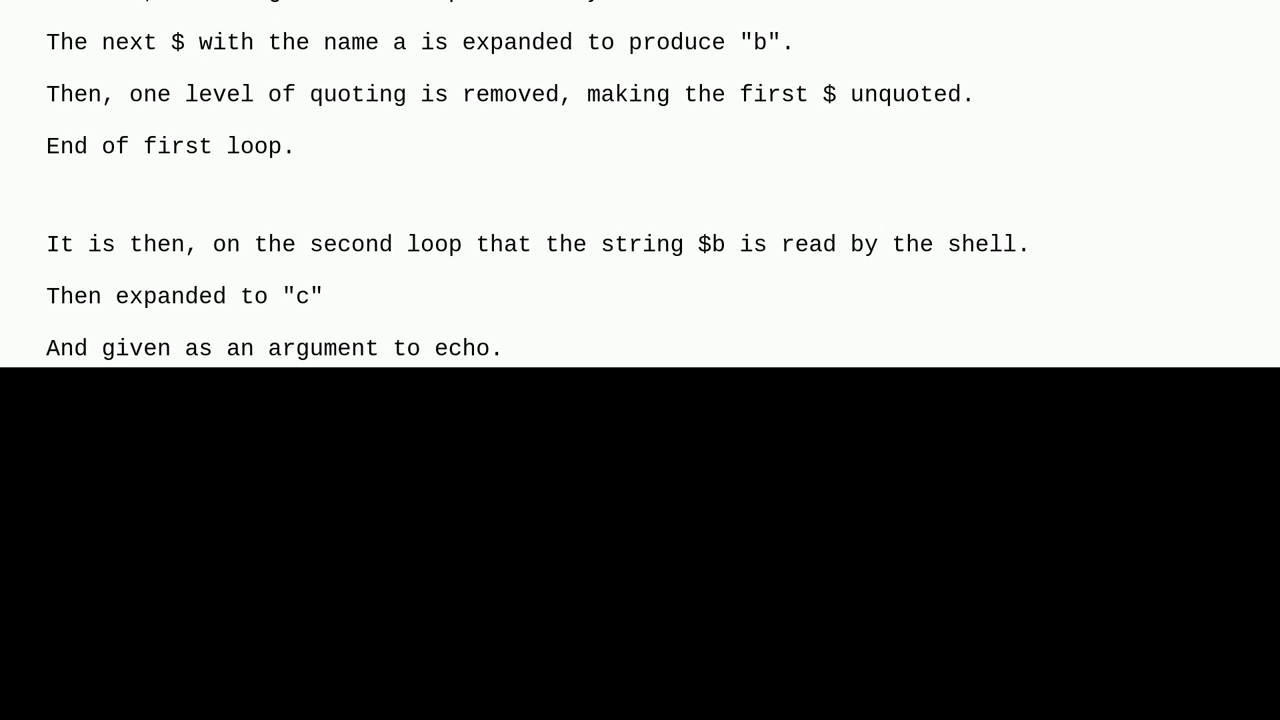 The next $ with the name a is expanded to produce "b".
Then, one level of quoting is removed, making the first $ unquoted.
End of first loop.
It is then, on the second loop that the string $b is read by the shell.
Then expanded to "c"
And given as an argument to echo.